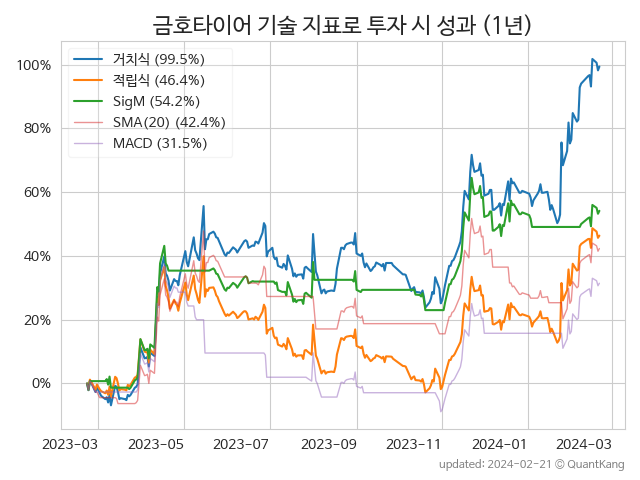 금호타이어 기술 지표로 투자 시 성과 (1년)
거치식 (99.5%)
적립식 (46.4%)
SigM (54.2%)
SMA(20) (42.4%)
MACD (31.5%)
100%
80%
60%
40%
20%
0%
2023-03 2023-05 2023-07 2023-09 2023-11 2024-01 2024-03
updated: 2024-02-21 © QuantKang